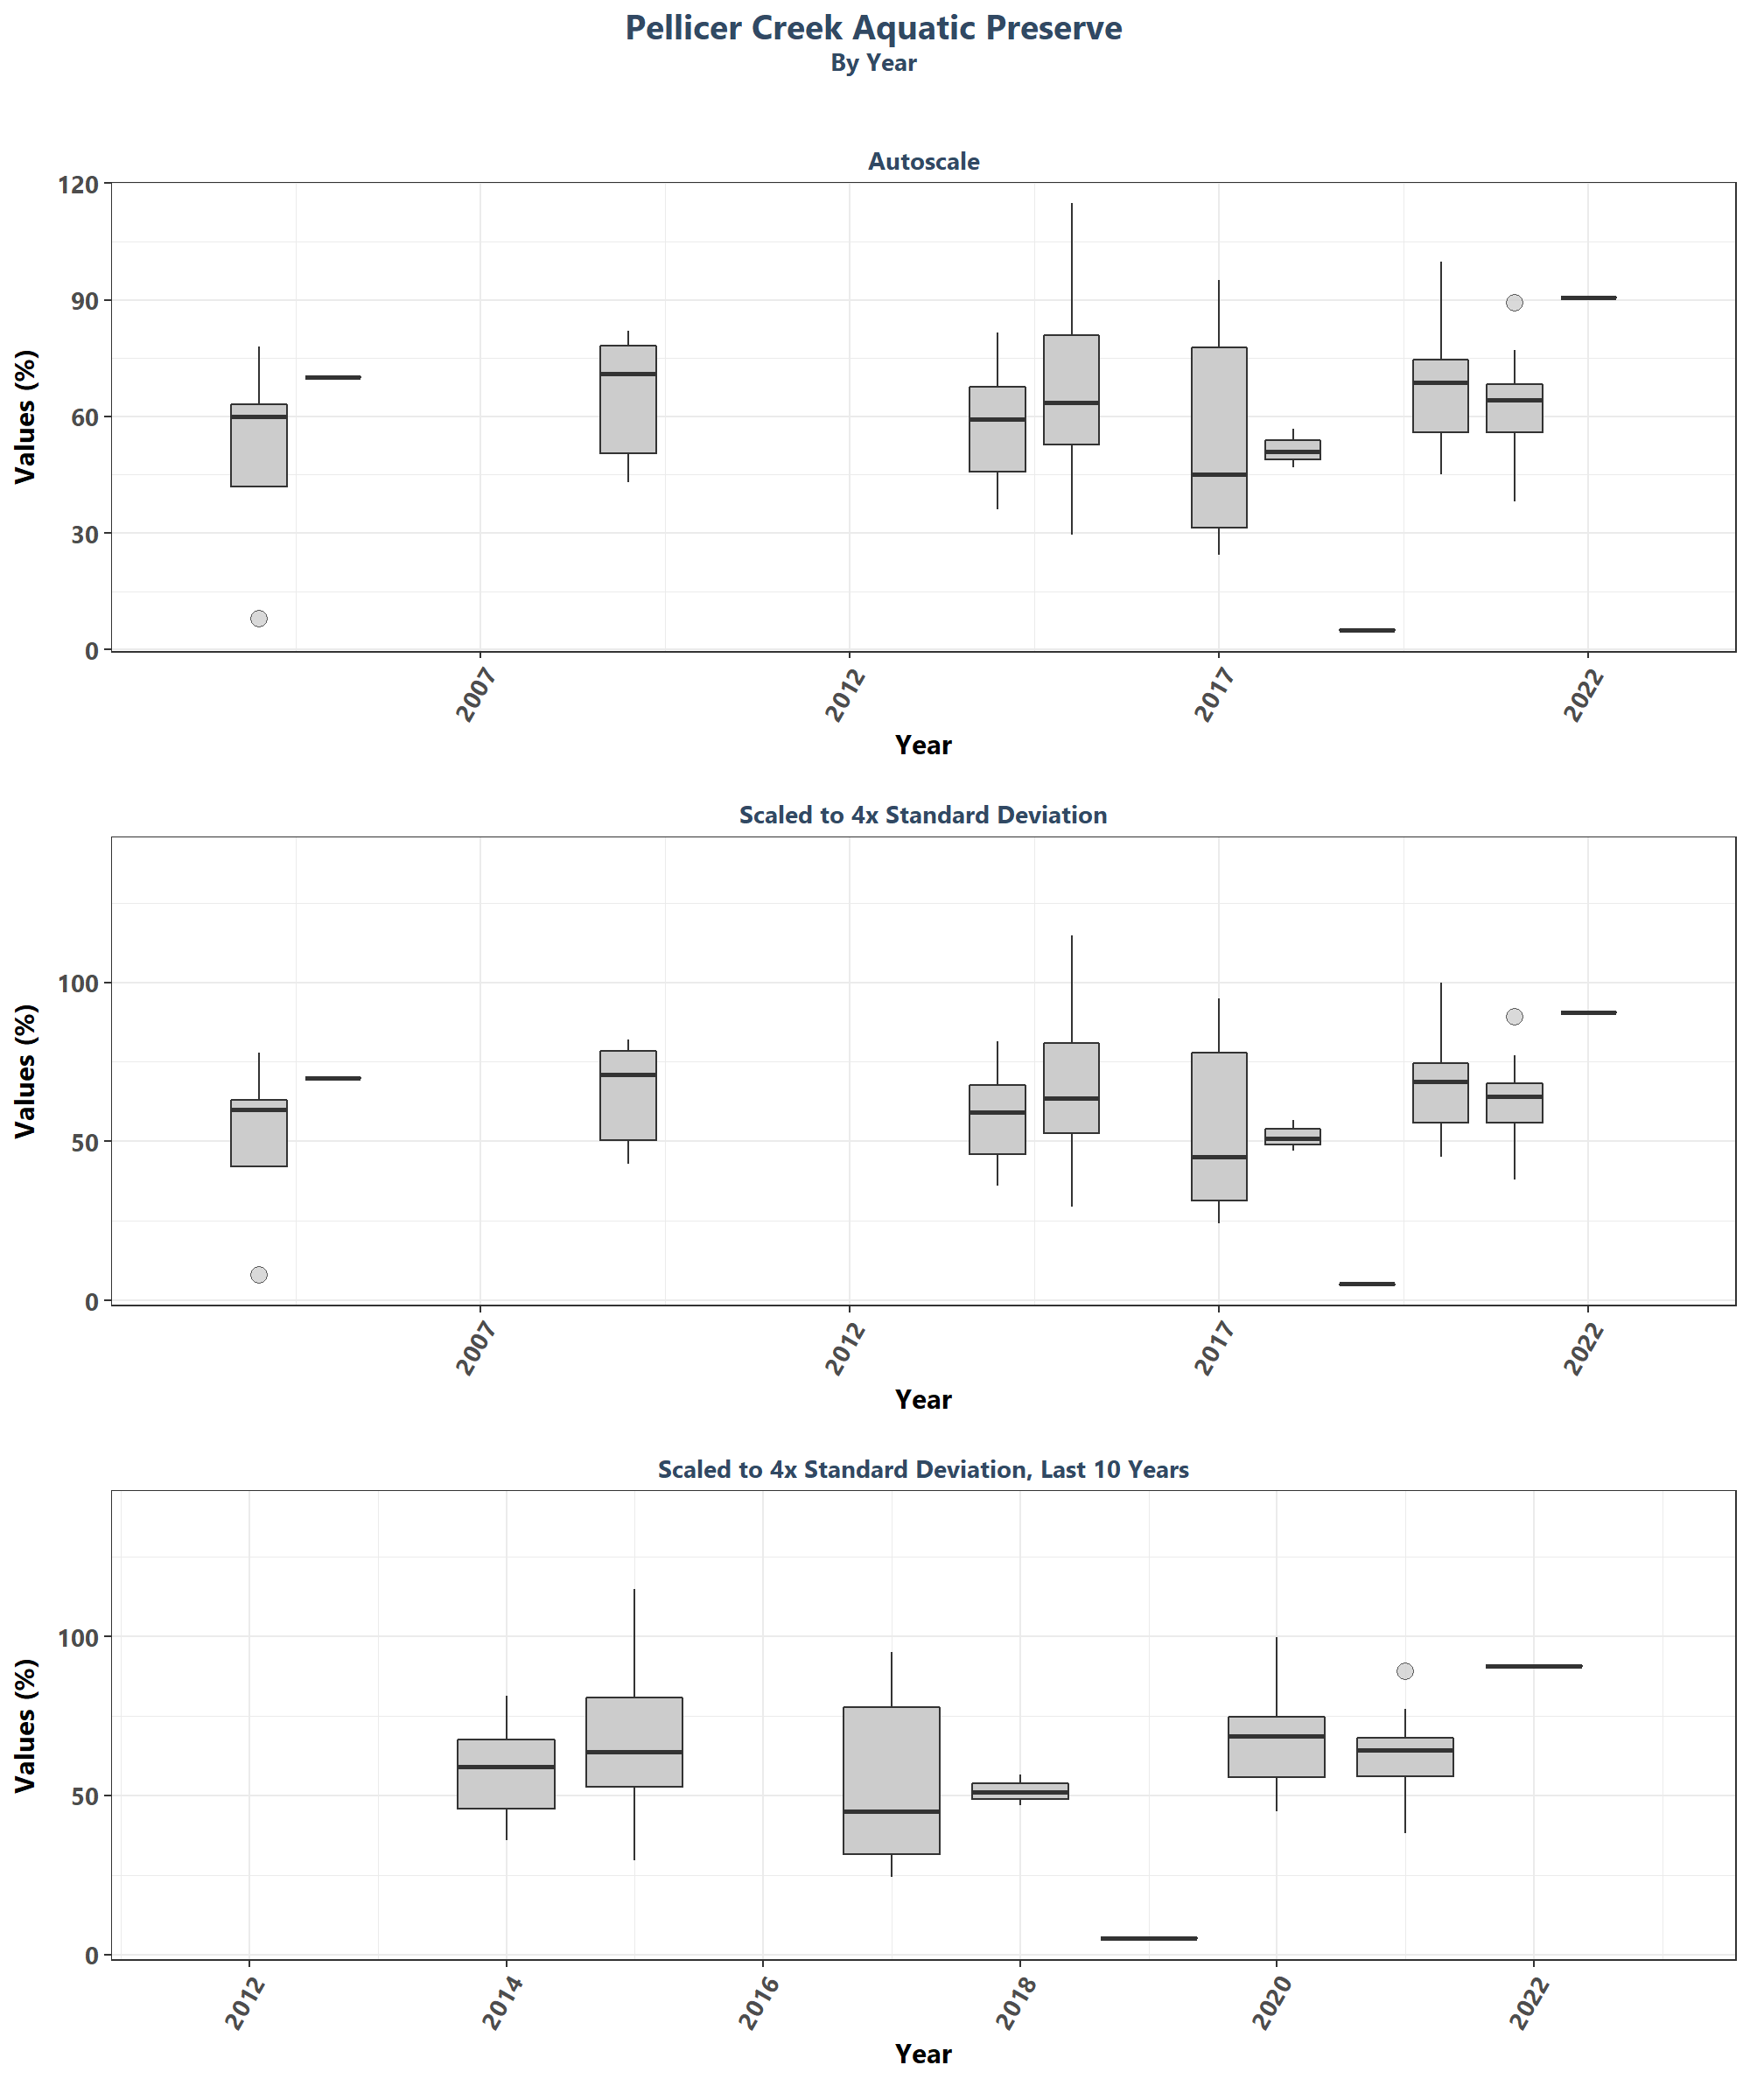 Pellicer Creek Aquatic Preserve
By Year
Autoscale
120
90
60
30
0
Values (%)
2007
2012
2017
2022
Year
Scaled to 4x Standard Deviation
100
50
0
Values (%)
2007
2012
2017
2022
Year
Scaled to 4x Standard Deviation, Last 10 Years
100
50
0
Values (%)
2012
2014
2016
2018
2020
2022
Year